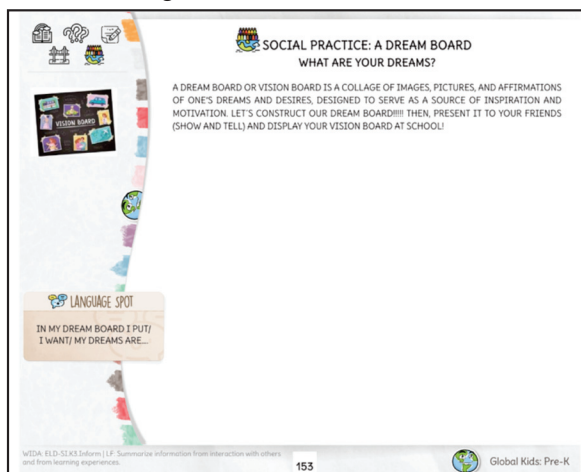 SOCIAL PRACTICE: A DREAM BOARD
WHAT ARE YOUR DREAMS?
A DREAM BOARD OR VISION BOARD IS A COLLAGE OF IMAGES, PICTURES, AND AFFIRMATIONS
OF ONE'S DREAMS AND DESIRES, DESIGNED TO SERVE AS A SOURCE OF INSPIRATION AND
MOTIVATION. LET'S CONSTRUCT OUR DREAM BOARD!!!!! THEN, PRESENT IT TO YOUR FRIENDS
(SHOW AND TELL) AND DISPLAY YOUR VISION BOARD AT SCHOOL!
VISION BOARD
LANGUAGE SPOT
IN MY DREAM BOARD I PUT/
I WANT/ MY DREAMS ARE...
WIDA: ELD-SI.K3.Inform | LF: Summarize information from interaction with others
and from learning experiences.
153
Global Kids: Pre-K